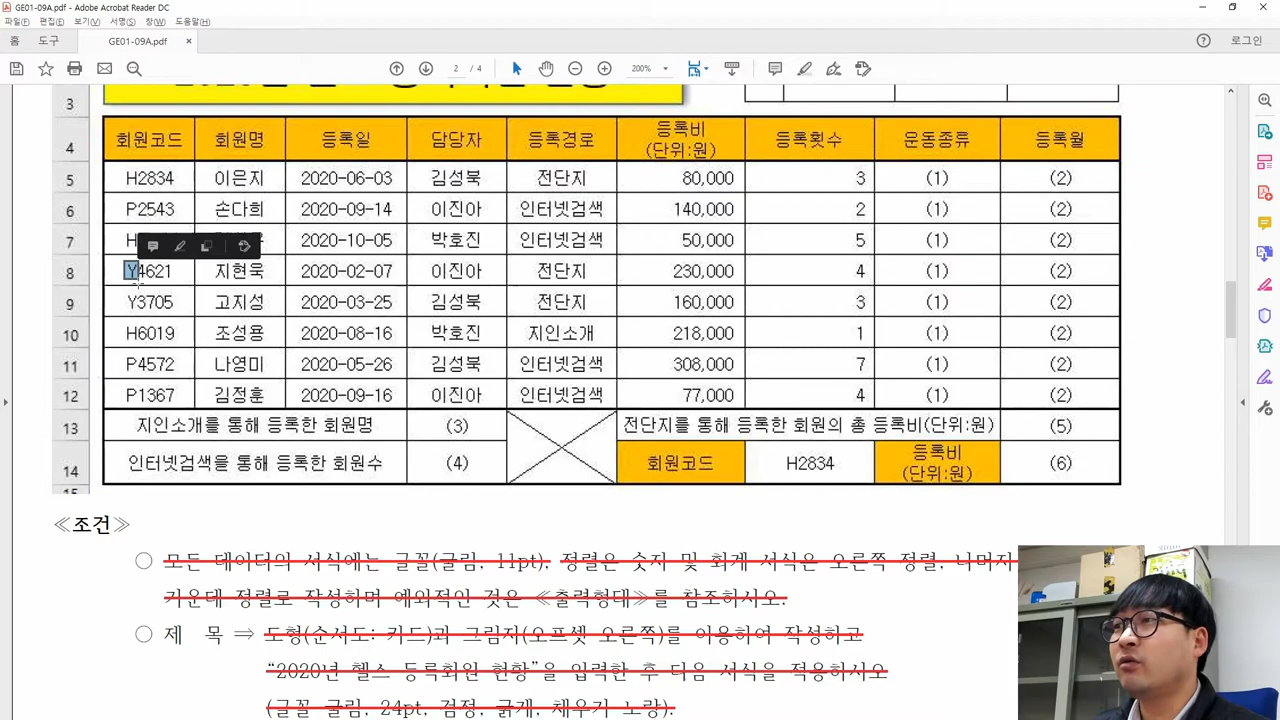 GE01-09A.pdf - Adobe Acrobat Reader DC
파일(F) 편집(E) 보기(V) 서명(S) 창(W) 도움말(H)
홈 도구 GE01-09A.pdf × 로그인
2 / 4 200%
3
4 회원코드 회원명 등록일 담당자 등록경로 등록비 (단위:원) 등록횟수 운동종류 등록월
5 H2834 이은지 2020-06-03 김성북 전단지 80,000 3 (1) (2)
6 P2543 손다희 2020-09-14 이진아 인터넷검색 140,000 2 (1) (2)
7 2020-10-05 박호진 인터넷검색 50,000 5 (1) (2)
8 Y4621 지현욱 2020-02-07 이진아 전단지 230,000 4 (1) (2)
9 Y3705 고지성 2020-03-25 김성북 전단지 160,000 3 (1) (2)
10 H6019 조성용 2020-08-16 박호진 지인소개 218,000 1 (1) (2)
11 P4572 나영미 2020-05-26 김성북 인터넷검색 308,000 7 (1) (2)
12 P1367 김정훈 2020-09-16 이진아 인터넷검색 77,000 4 (1) (2)
13 지인소개를 통해 등록한 회원명 (3) 전단지를 통해 등록한 회원의 총 등록비(단위:원) (5)
14 인터넷검색을 통해 등록한 회원수 (4) 회원코드 H2834 등록비 (단위:원) (6)
≪조건≫
○ 모든 데이터의 서식에는 글꼴(굴림, 11pt), 정렬은 숫자 및 회계 서식은 오른쪽 정렬, 나머지
가운데 정렬로 작성하며 예외적인 것은 ≪출력형태≫를 참조하시오.
○ 제 목 ⇒ 도형(순서도: 카드)과 그림자(오프셋 오른쪽)를 이용하여 작성하고
“2020년 헬스 등록회원 현황”을 입력한 후 다음 서식을 적용하시오
(글꼴 굴림, 24pt, 검정, 굵게, 채우기 노랑).